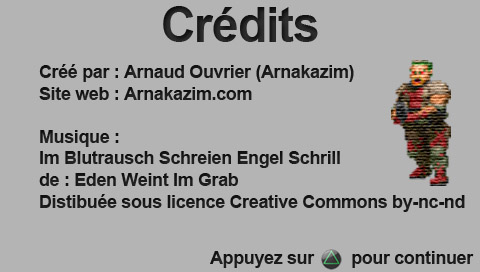 Crédits
Créé par : Arnaud Ouvrier (Arnakazim)
Site web : Arnakazim.com
Musique :
Im Blutrausch Schreien Engel Schrill
de : Eden Weint Im Grab
Distibuée sous licence Creative Commons by-nc-nd
Appuyez sur pour continuer